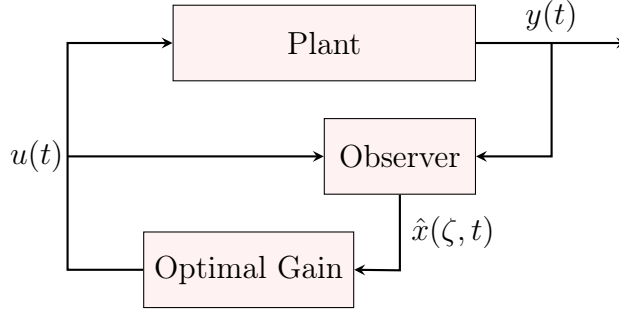 y(t)
Plant
u(t)
Observer
x̂(ζ, t)
Optimal Gain